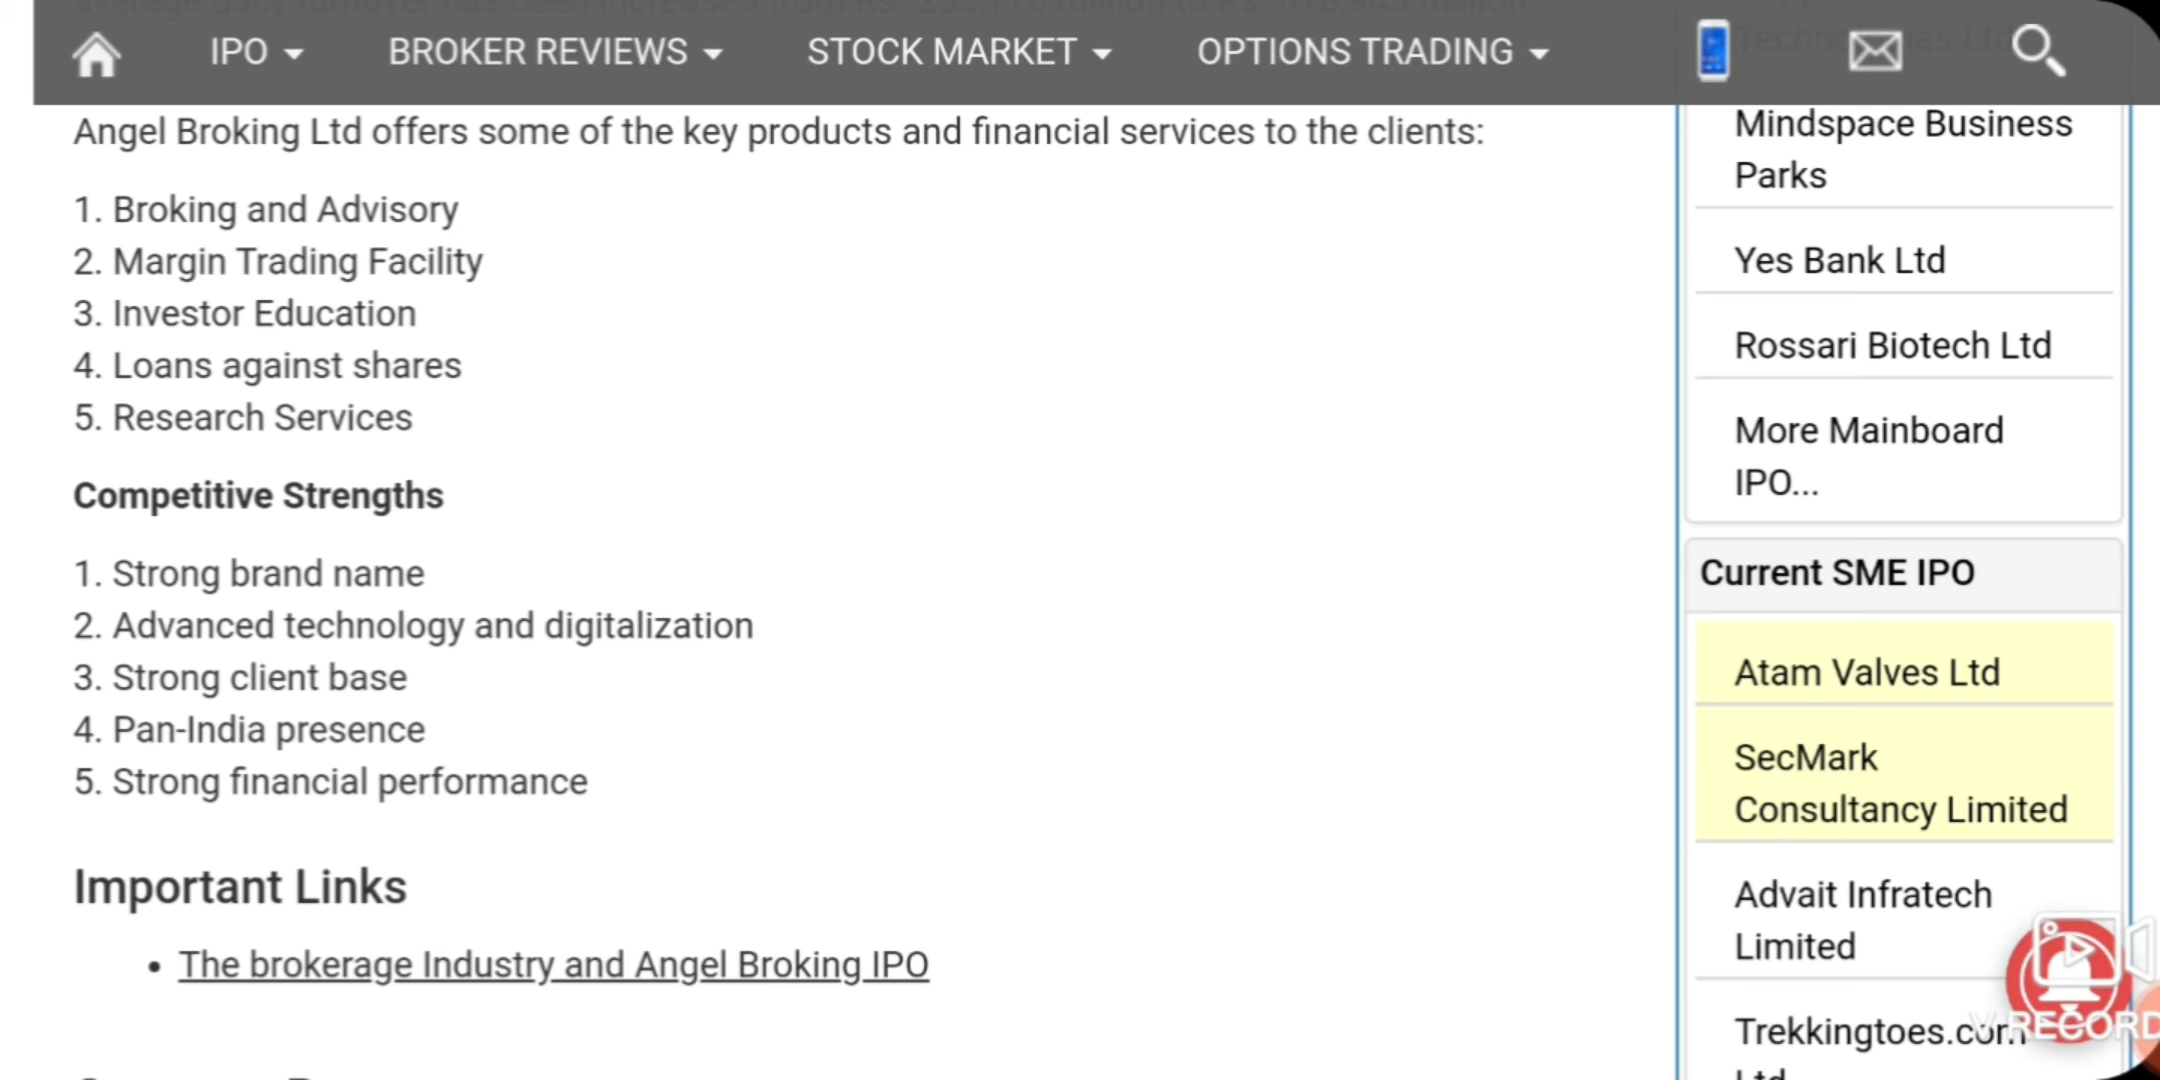 IPO
BROKER REVIEWS
STOCK MARKET
OPTIONS TRADING
Angel Broking Ltd offers some of the key products and financial services to the clients:
1. Broking and Advisory
2. Margin Trading Facility
3. Investor Education
4. Loans against shares
5. Research Services
Competitive Strengths
1. Strong brand name
2. Advanced technology and digitalization
3. Strong client base
4. Pan-India presence
5. Strong financial performance
Important Links
• The brokerage Industry and Angel Broking IPO
Mindspace Business
Parks
Yes Bank Ltd
Rossari Biotech Ltd
More Mainboard
IPO...
Current SME IPO
Atam Valves Ltd
SecMark
Consultancy Limited
Advait Infratech
Limited
Trekkingtoes.com
Ltd
V RECORD